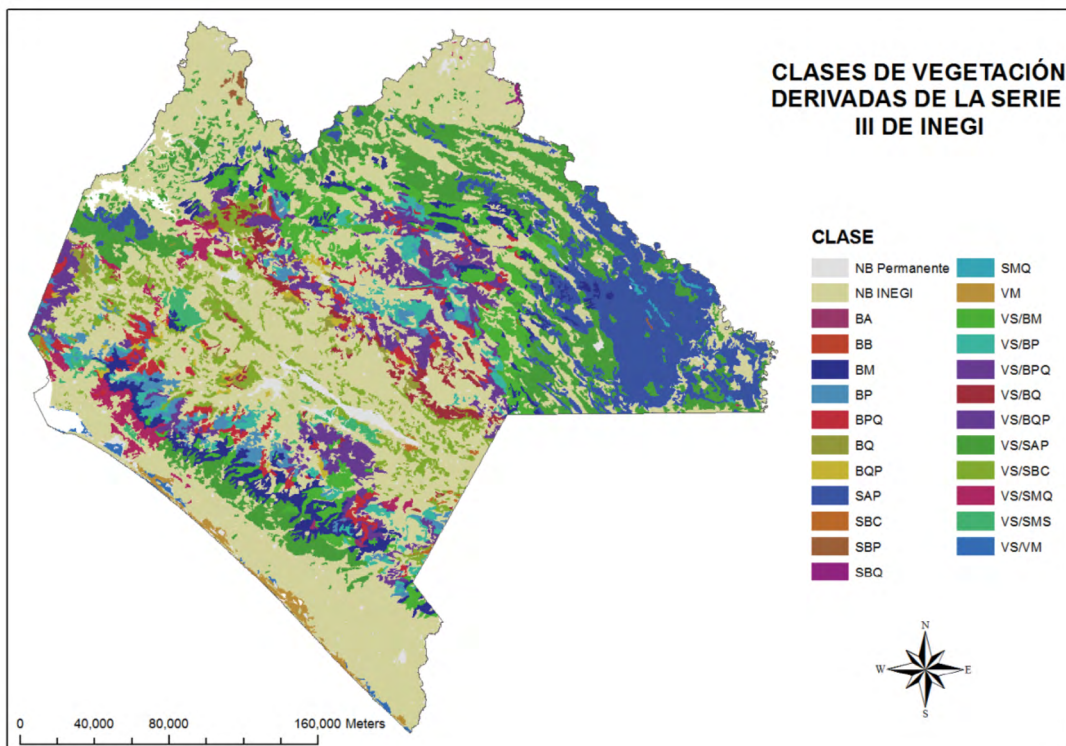 CLASES DE VEGETACIÓN
DERIVADAS DE LA SERIE
III DE INEGI
CLASE
NB Permanente
NB INEGI
BA
BB
BM
BP
BPQ
BQ
BQP
SAP
SBC
SBP
SBQ
SMQ
VM
VS/BM
VS/BP
VS/BPQ
VS/BQ
VS/BQP
VS/SAP
VS/SBC
VS/SMQ
VS/SMS
VS/VM
N
W E
S
0 40,000 80,000 160,000 Meters